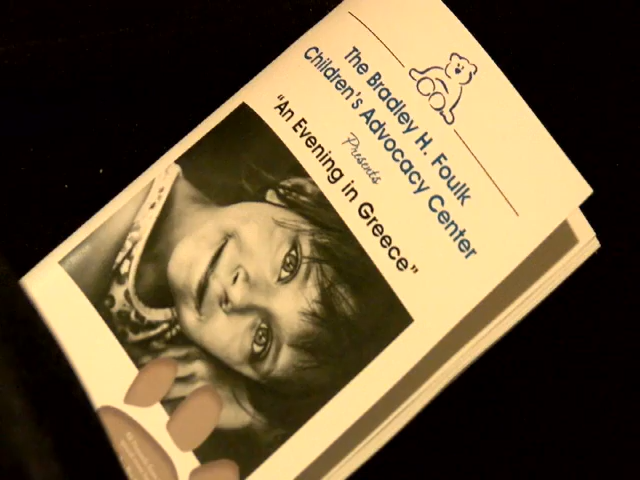 The Bradley H. Foulk
Children's Advocacy Center
Presents
"An Evening in Greece"